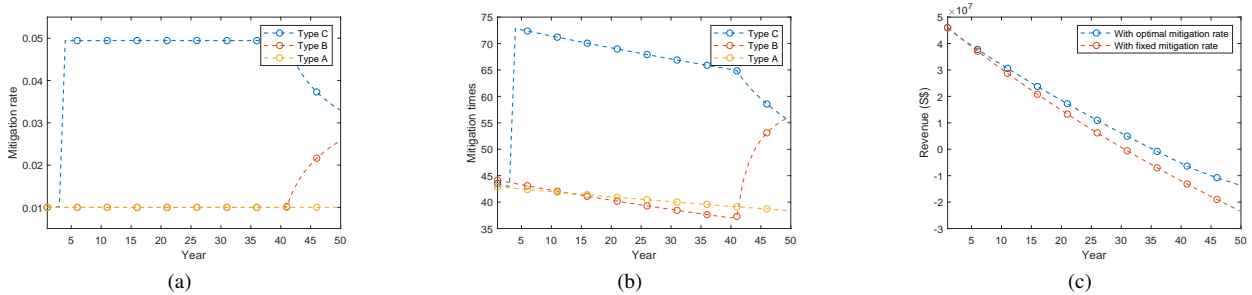 0.05
0.04
0.03
0.02
0.01
Mitigation rate
5 10 15 20 25 30 35 40 45 50
Year
Type C
Type B
Type A
(a)
75
70
65
60
55
50
45
40
35
Mitigation times
5 10 15 20 25 30 35 40 45 50
Year
Type C
Type B
Type A
(b)
×10⁷
5
4
3
2
1
0
-1
-2
-3
Revenue (S$)
5 10 15 20 25 30 35 40 45 50
Year
With optimal mitigation rate
With fixed mitigation rate
(c)